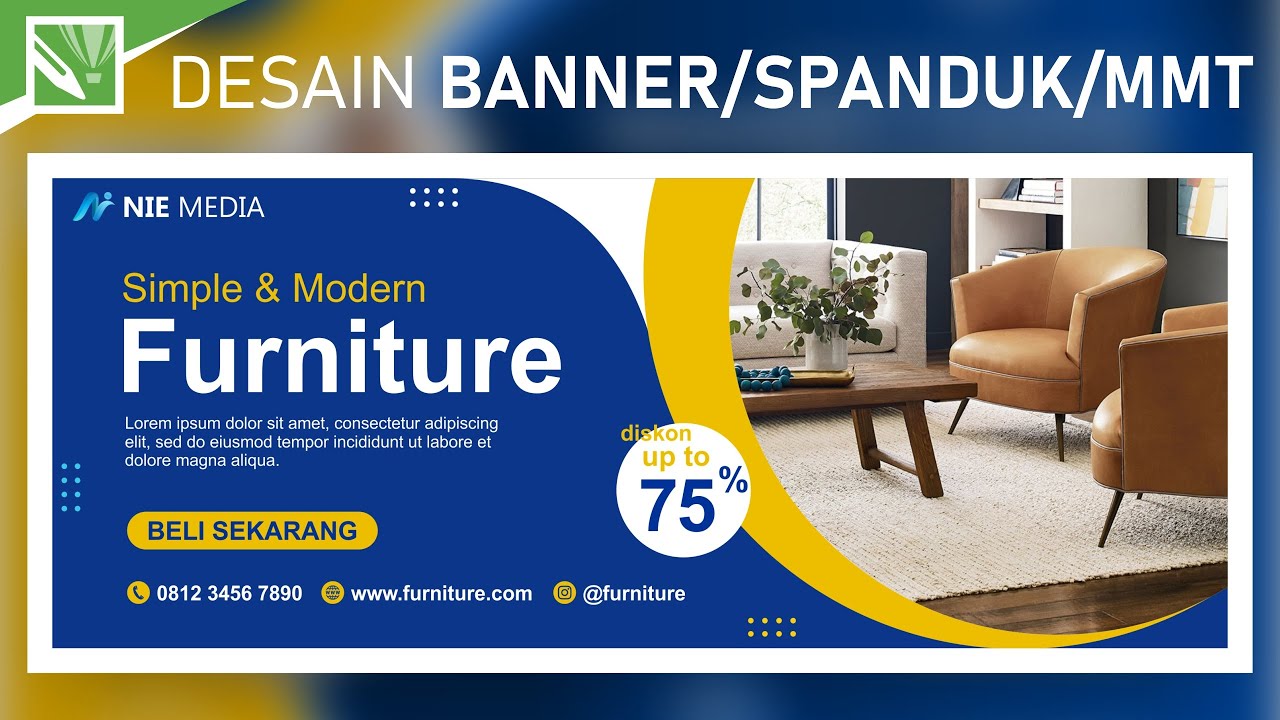 DESAIN BANNER/SPANDUK/MMT
NIE MEDIA
Simple & Modern
Furniture
Lorem ipsum dolor sit amet, consectetur adipiscing
elit, sed do eiusmod tempor incididunt ut labore et
dolore magna aliqua.
diskon
up to
75%
BELI SEKARANG
0812 3456 7890 www.furniture.com @furniture